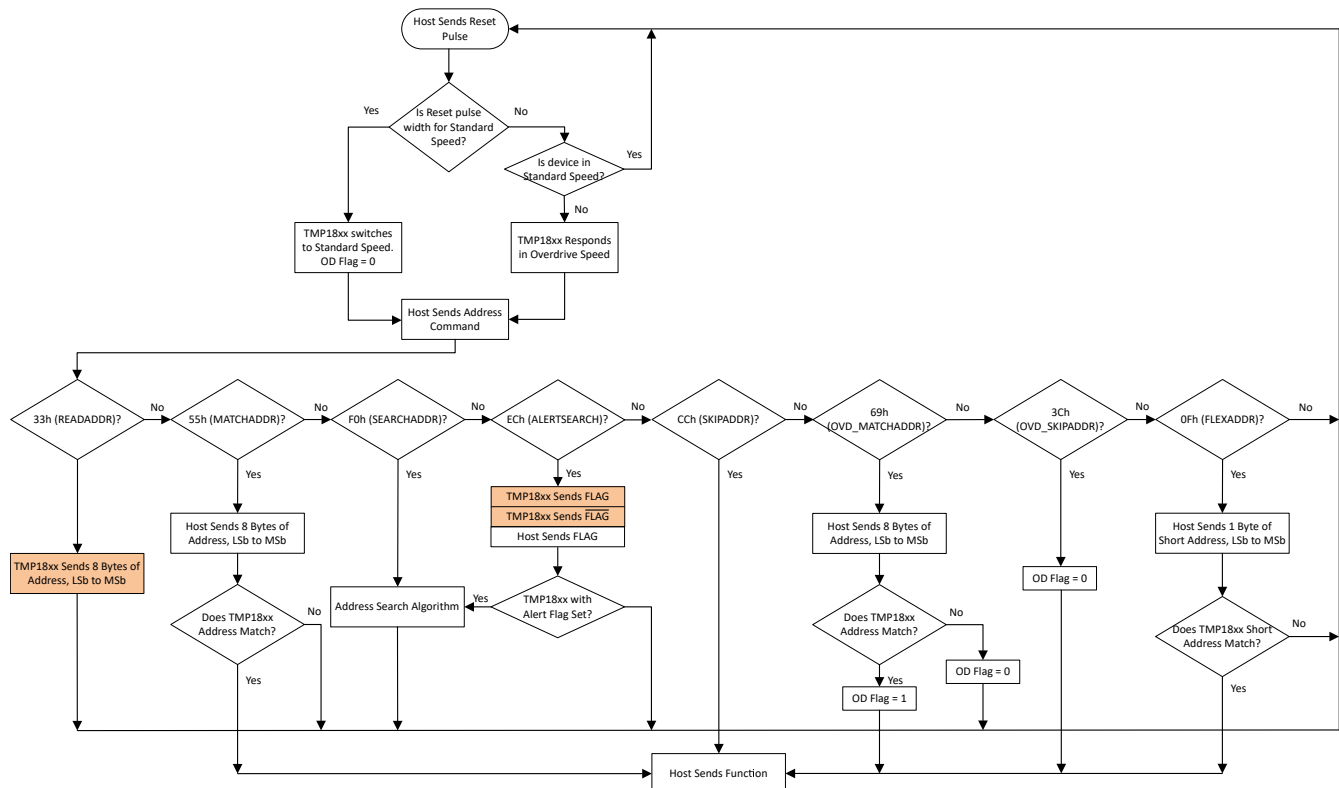 Host Sends Reset
Pulse
Yes
Is Reset pulse
width for Standard
Speed?
No
Is device in
Standard Speed?
Yes
No
TMP18xx switches
to Standard Speed.
OD Flag = 0
TMP18xx Responds
in Overdrive Speed
Host Sends Address
Command
33h (READADDR)?
No
55h (MATCHADDR)?
No
F0h (SEARCHADDR)?
No
ECh (ALERTSEARCH)?
No
CCh (SKIPADDR)?
No
69h
(OVD_MATCHADDR)?
No
3Ch
(OVD_SKIPADDR)?
No
0Fh (FLEXADDR)?
No
Yes
Yes
Yes
Yes
Yes
Yes
Yes
Yes
TMP18xx Sends 8 Bytes of
Address, LSb to MSb
Host Sends 8 Bytes of
Address, LSb to MSb
TMP18xx Sends FLAG
TMP18xx Sends F̅L̅A̅G̅
Host Sends FLAG
Host Sends 8 Bytes of
Address, LSb to MSb
OD Flag = 0
Host Sends 1 Byte of
Short Address, LSb to MSb
Does TMP18xx
Address Match?
No
Yes
Address Search Algorithm
Yes
TMP18xx with
Alert Flag Set?
No
Does TMP18xx
Address Match?
No
Yes
OD Flag = 0
OD Flag = 1
Does TMP18xx Short
Address Match?
No
Yes
Host Sends Function